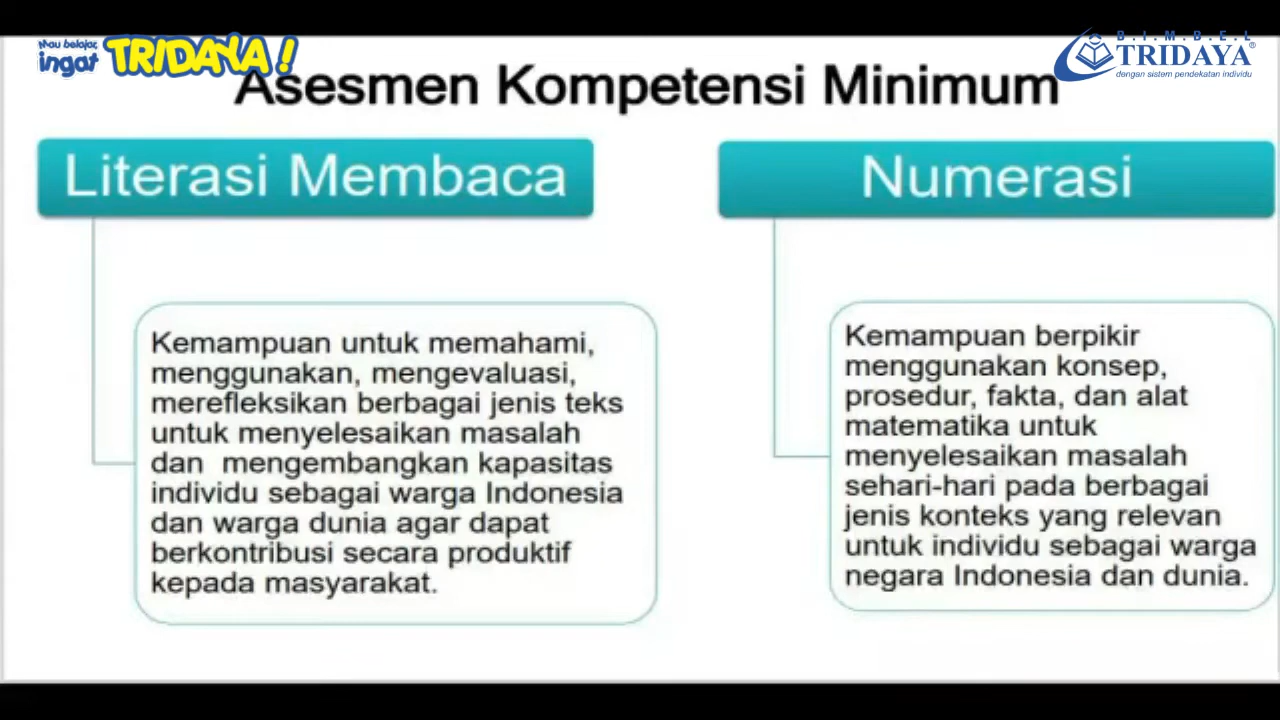 Mau belajar,
ingat TRIDAYA!
BIMBEL
TRIDAYA®
dengan sistem pendekatan individu
Asesmen Kompetensi Minimum
Literasi Membaca
Kemampuan untuk memahami,
menggunakan, mengevaluasi,
merefleksikan berbagai jenis teks
untuk menyelesaikan masalah
dan mengembangkan kapasitas
individu sebagai warga Indonesia
dan warga dunia agar dapat
berkontribusi secara produktif
kepada masyarakat.
Numerasi
Kemampuan berpikir
menggunakan konsep,
prosedur, fakta, dan alat
matematika untuk
menyelesaikan masalah
sehari-hari pada berbagai
jenis konteks yang relevan
untuk individu sebagai warga
negara Indonesia dan dunia.